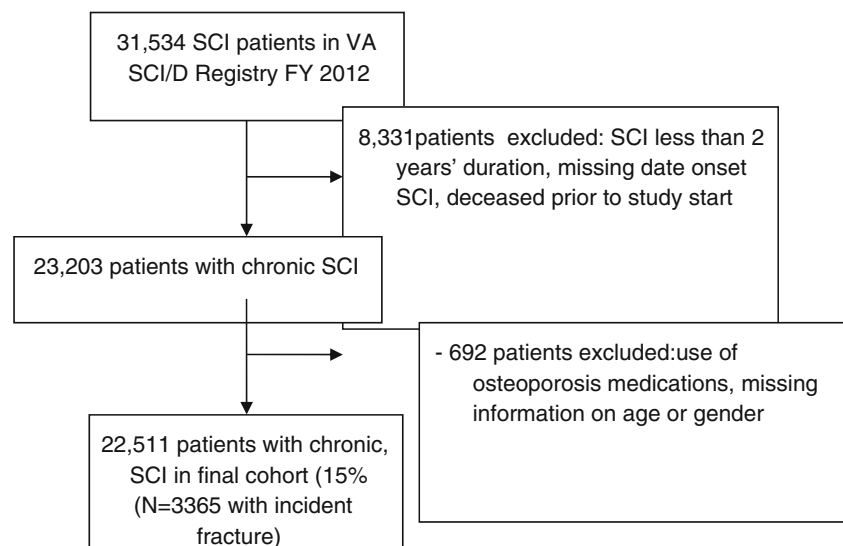 31,534 SCI patients in VA
SCI/D Registry FY 2012
8,331patients excluded: SCI less than 2
years' duration, missing date onset
SCI, deceased prior to study start
23,203 patients with chronic SCI
- 692 patients excluded:use of
osteoporosis medications, missing
information on age or gender
22,511 patients with chronic,
SCI in final cohort (15%
(N=3365 with incident
fracture)